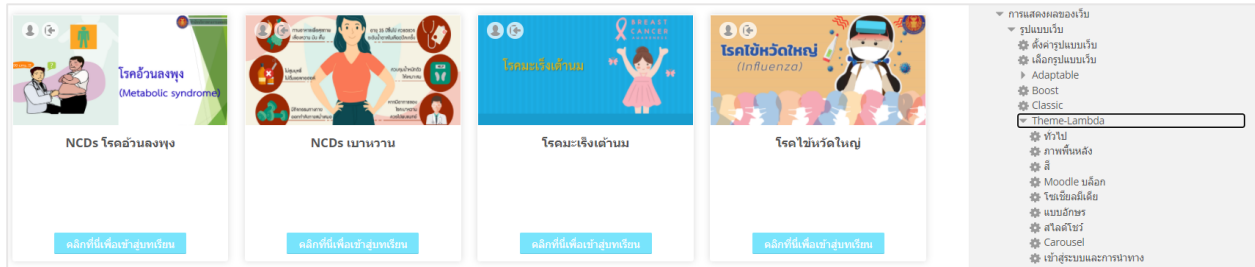 โรคอ้วนลงพุง
(Metabolic syndrome)
NCDs โรคอ้วนลงพุง
คลิกที่นี่เพื่อเข้าสู่บทเรียน
NCDs เบาหวาน
คลิกที่นี่เพื่อเข้าสู่บทเรียน
BREAST
CANCER
โรคมะเร็งเต้านม
โรคมะเร็งเต้านม
คลิกที่นี่เพื่อเข้าสู่บทเรียน
โรคไข้หวัดใหญ่
(Influenza)
โรคไข้หวัดใหญ่
คลิกที่นี่เพื่อเข้าสู่บทเรียน
การแสดงผลของเว็บ
รูปแบบเว็บ
ตั้งค่ารูปแบบเว็บ
เลือกรูปแบบเว็บ
Adaptable
Boost
Classic
Theme-Lambda
ทั่วไป
ภาพพื้นหลัง
สี
Moodle บล็อก
โซเชียลมีเดีย
แบบอักษร
สไลด์โชว์
Carousel
เข้าสู่ระบบและการนำทาง